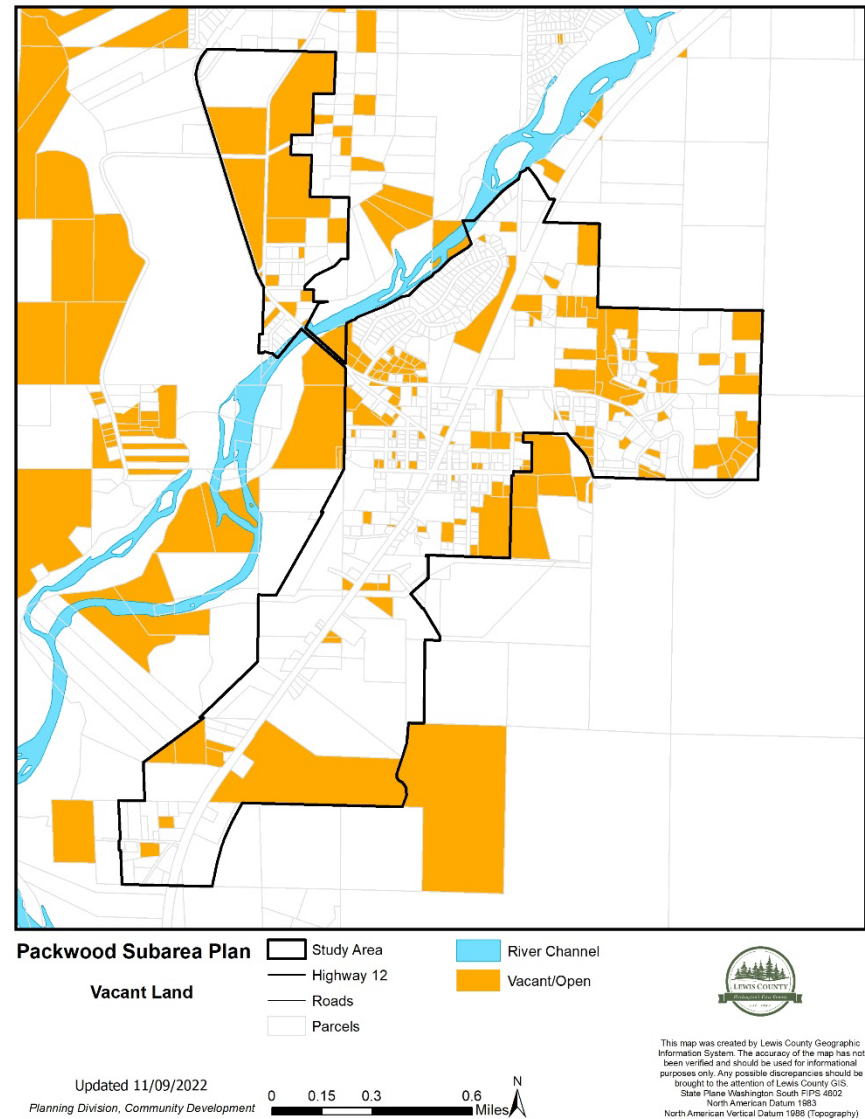 Packwood Subarea Plan
Vacant Land
Study Area
Highway 12
Roads
Parcels
River Channel
Vacant/Open
LEWIS COUNTY
Updated 11/09/2022
Planning Division, Community Development
0 0.15 0.3 0.6
Miles
N
This map was created by Lewis County Geographic
Information System. The accuracy of the map has not
been verified and should be used for informational
purposes only. Any possible discrepancies should be
brought to the attention of Lewis County GIS.
State Plane Washington South FIPS 4602
North American Datum 1983
North American Vertical Datum 1988 (Topography)